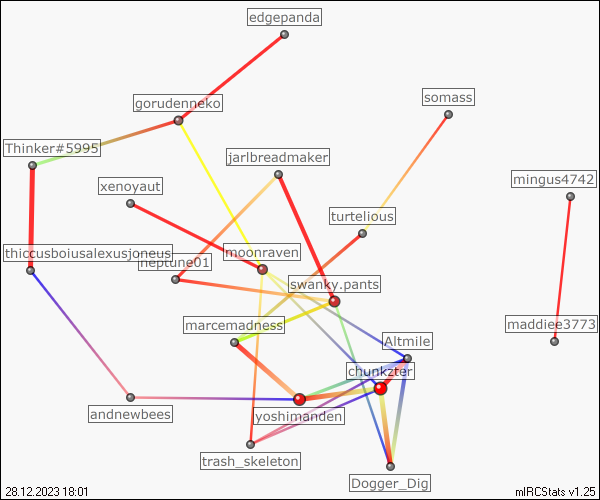 edgepanda
gorudenneko
somass
Thinker#5995
jarlbreadmaker
xenoyaut
mingus4742
turtelious
thiccusboiusalexusjoneus
moonraven
neptune01
swanky.pants
marcemadness
maddiee3773
Altmile
chunkzter
andnewbees
yoshimanden
trash_skeleton
Dogger_Dig
28.12.2023 18:01
mIRCStats v1.25